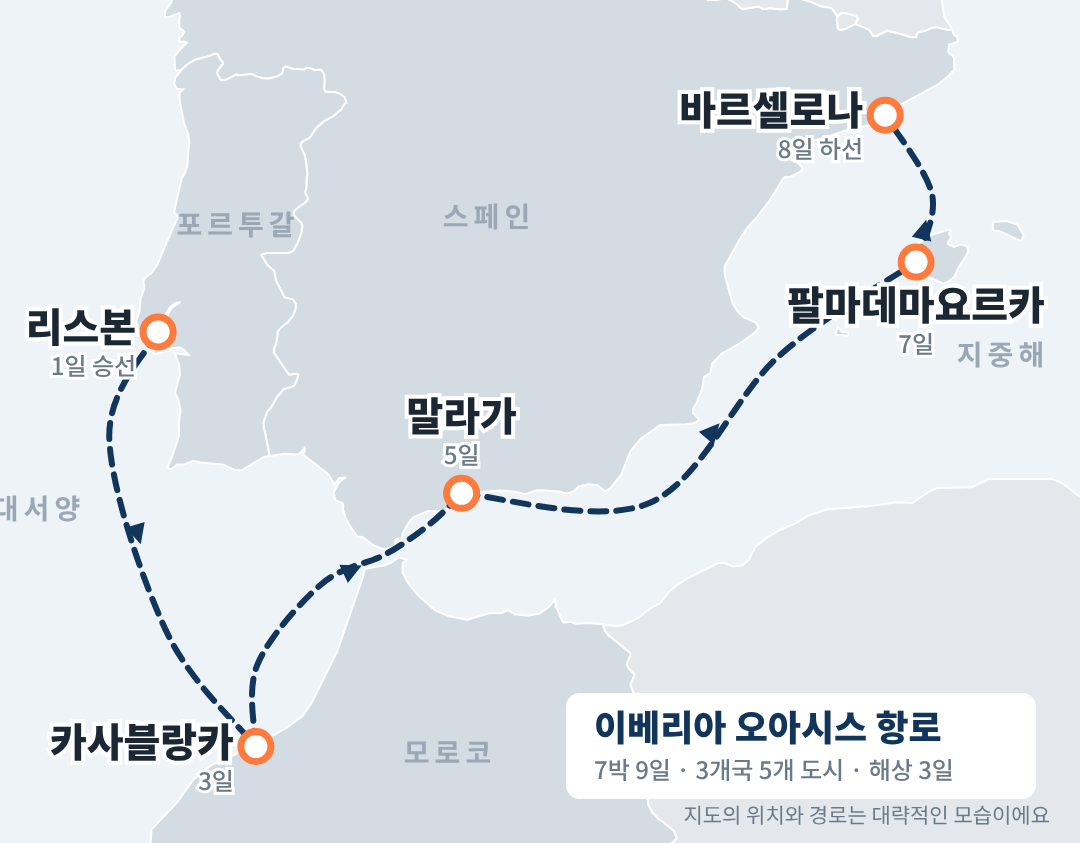 바르셀로나
8일 하선
포르투갈
스페인
리스본
1일 승선
팔마데마요르카
7일
지중해
말라가
5일
대서양
카사블랑카
3일
모로코
이베리아 오아시스 항로
7박 9일 · 3개국 5개 도시 · 해상 3일
지도의 위치와 경로는 대략적인 모습이에요